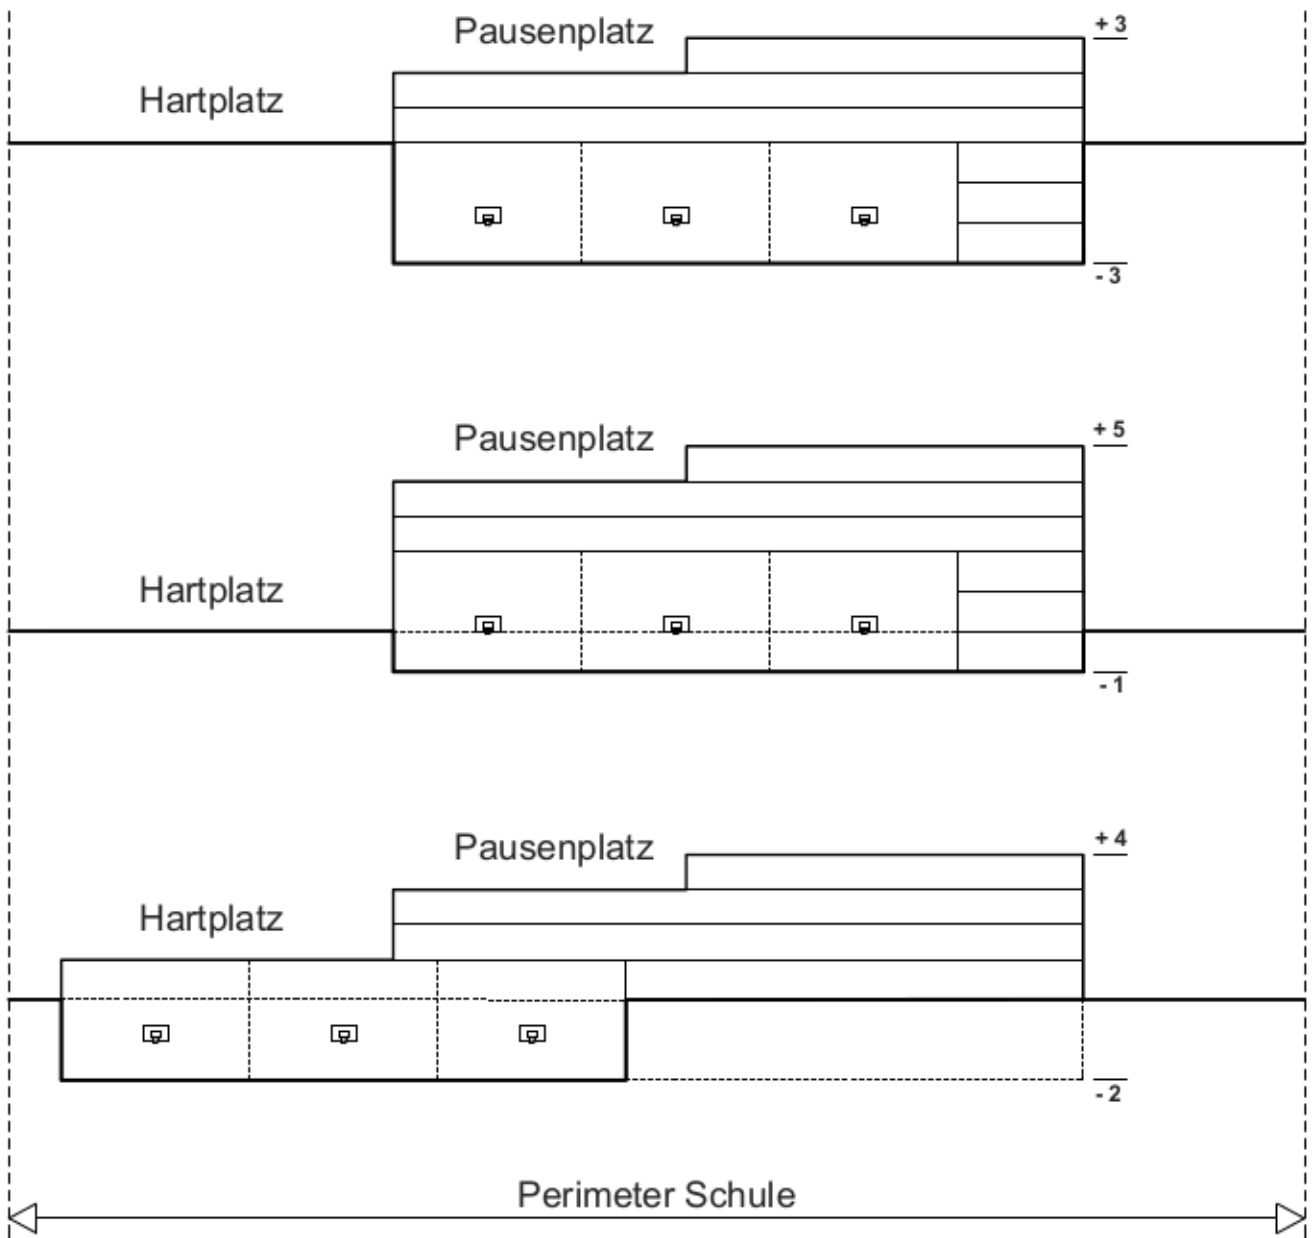 Pausenplatz
+ 3
Hartplatz
- 3
Pausenplatz
+ 5
Hartplatz
- 1
Pausenplatz
+ 4
Hartplatz
- 2
Perimeter Schule